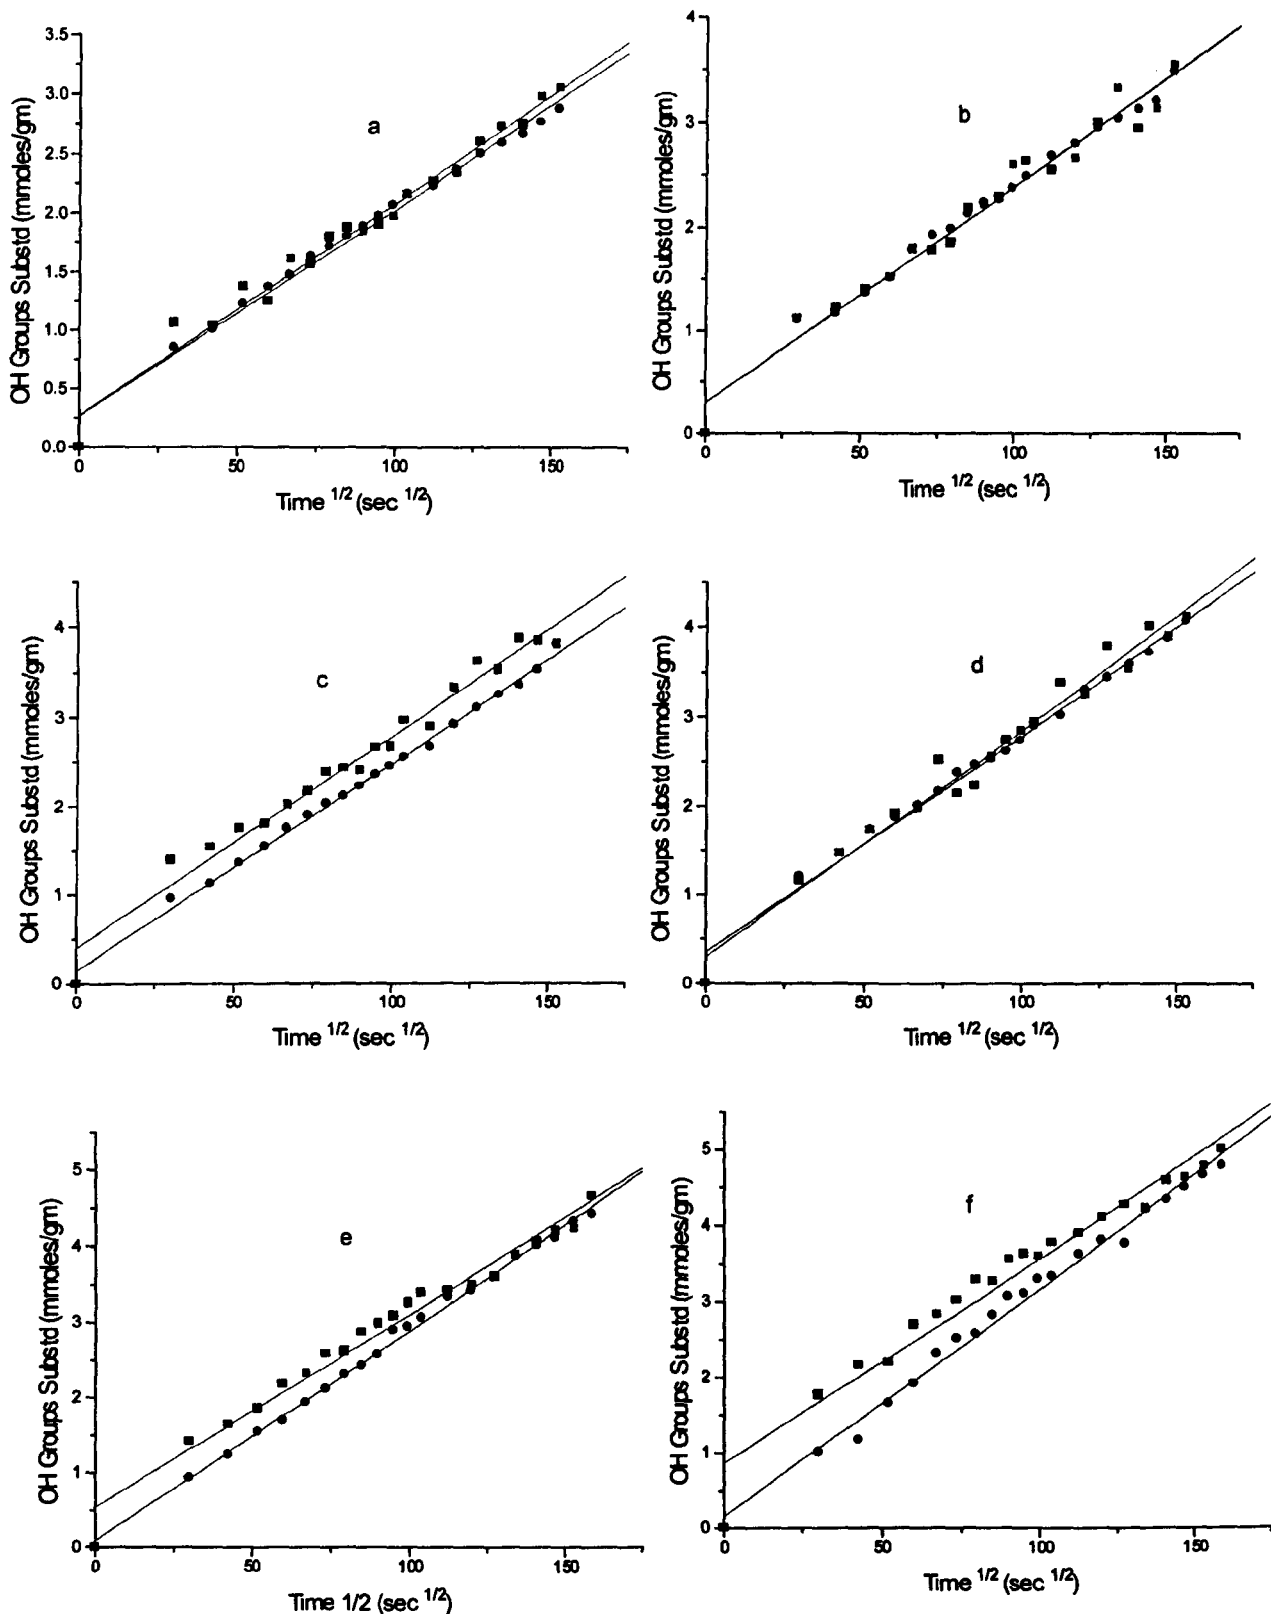 a
OH Groups Substd (mmoles/gm)
3.5
3.0
2.5
2.0
1.5
1.0
0.5
0.0
0 50 100 150
Time 1/2 (sec 1/2)
b
OH Groups Substd (mmoles/gm)
4
3
2
1
0
0 50 100 150
Time 1/2 (sec 1/2)
c
OH Groups Substd (mmoles/gm)
4
3
2
1
0
0 50 100 150
Time 1/2 (sec 1/2)
d
OH Groups Substd (mmoles/gm)
4
3
2
1
0
0 50 100 150
Time 1/2 (sec 1/2)
e
OH Groups Substd (mmoles/gm)
5
4
3
2
1
0
0 50 100 150
Time 1/2 (sec 1/2)
f
OH Groups Substd (mmoles/gm)
5
4
3
2
1
0
0 50 100 150
Time 1/2 (sec 1/2)